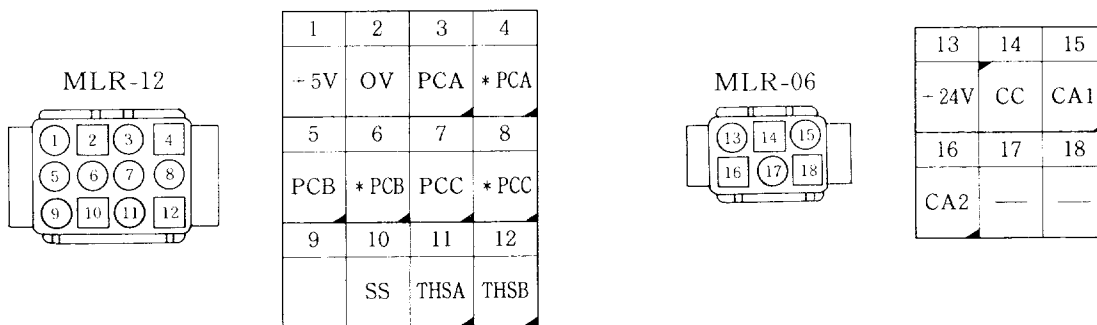 MLR-12
1 2 3 4
5 6 7 8
9 10 11 12
1 2 3 4
-5V OV PCA *PCA
5 6 7 8
PCB *PCB PCC *PCC
9 10 11 12
SS THSA THSB
MLR-06
13 14 15
16 17 18
13 14 15
-24V CC CA1
16 17 18
CA2 — —